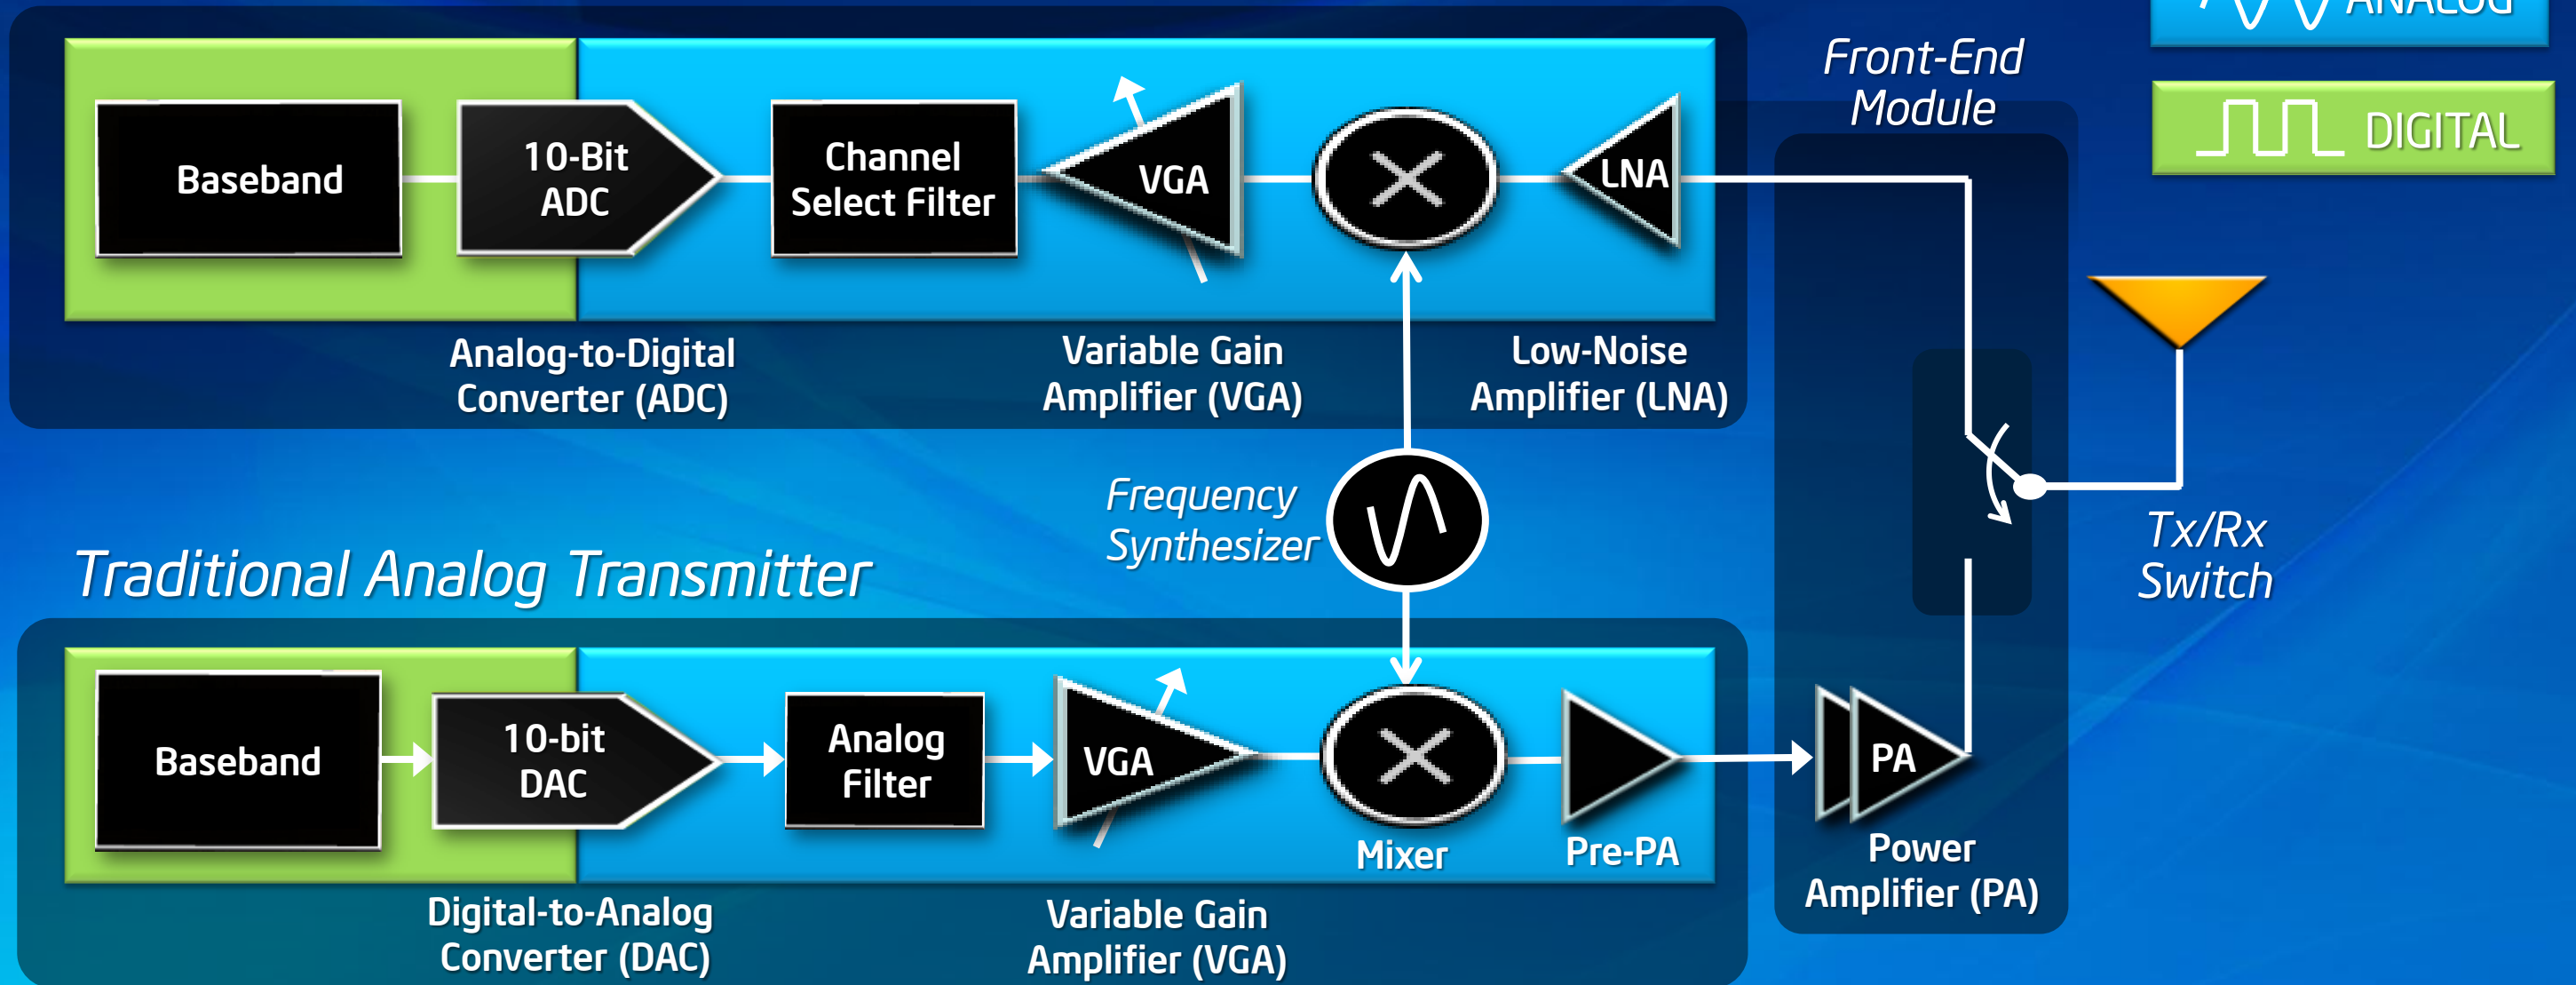 ANALOG
DIGITAL
Front-End
Module
Baseband
10-Bit
ADC
Channel
Select Filter
VGA
LNA
Analog-to-Digital
Converter (ADC)
Variable Gain
Amplifier (VGA)
Low-Noise
Amplifier (LNA)
Frequency
Synthesizer
Tx/Rx
Switch
Traditional Analog Transmitter
Baseband
10-bit
DAC
Analog
Filter
VGA
Mixer
Pre-PA
PA
Power
Amplifier (PA)
Digital-to-Analog
Converter (DAC)
Variable Gain
Amplifier (VGA)